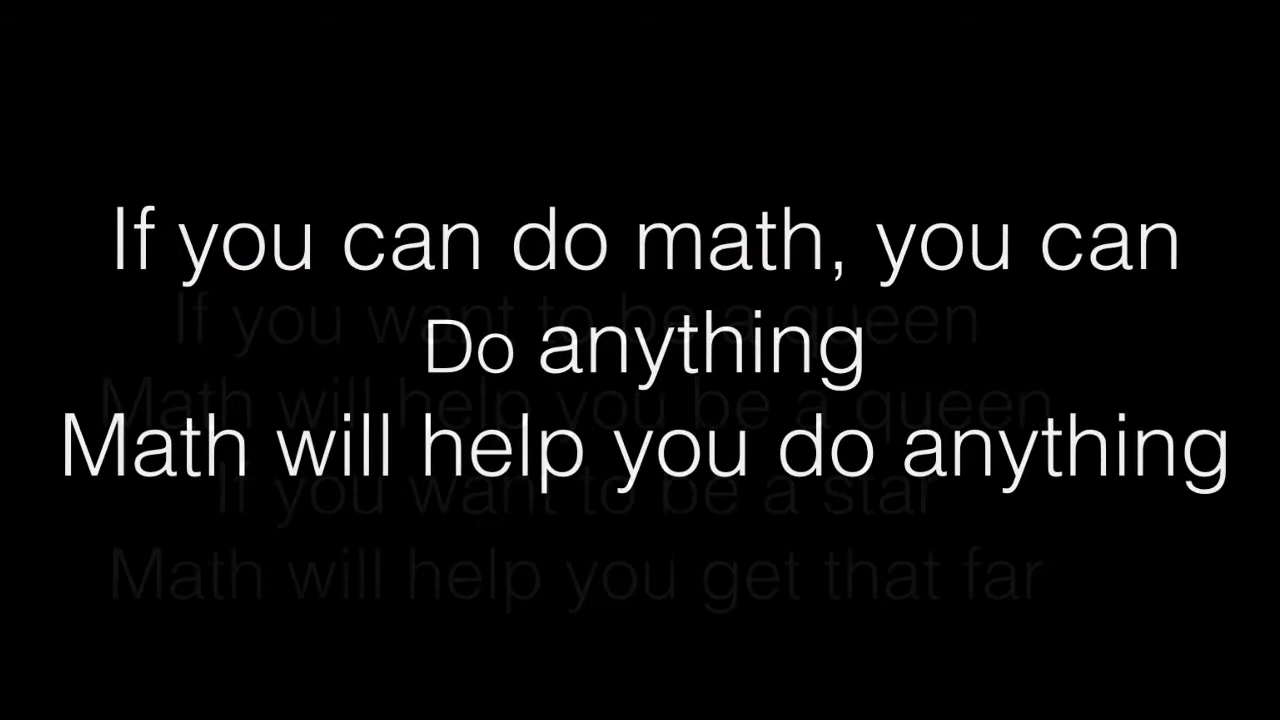 If you can do math, you can
If you want to be a queen
Do anything
Math will help you be a queen
Math will help you do anything
If you want to be a star
Math will help you get that far